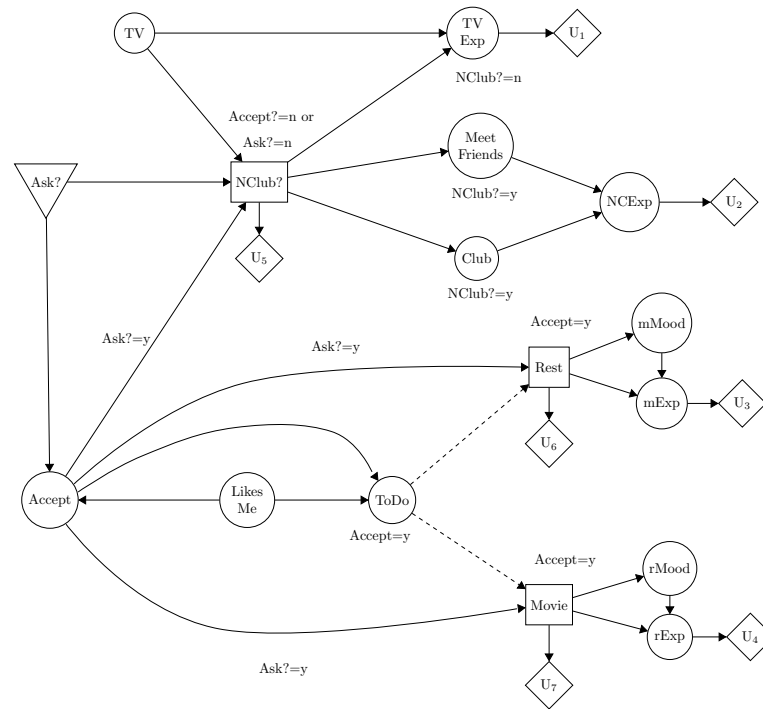 TV
TV
Exp
U1
NClub?=n
Accept?=n or
Ask?=n
Meet
Friends
Ask?
NClub?
NClub?=y
NCExp
U2
U5
Club
NClub?=y
Accept=y
mMood
Ask?=y
Ask?=y
Rest
mExp
U3
U6
Accept
Likes
Me
ToDo
Accept=y
Accept=y
rMood
Movie
rExp
U4
Ask?=y
U7